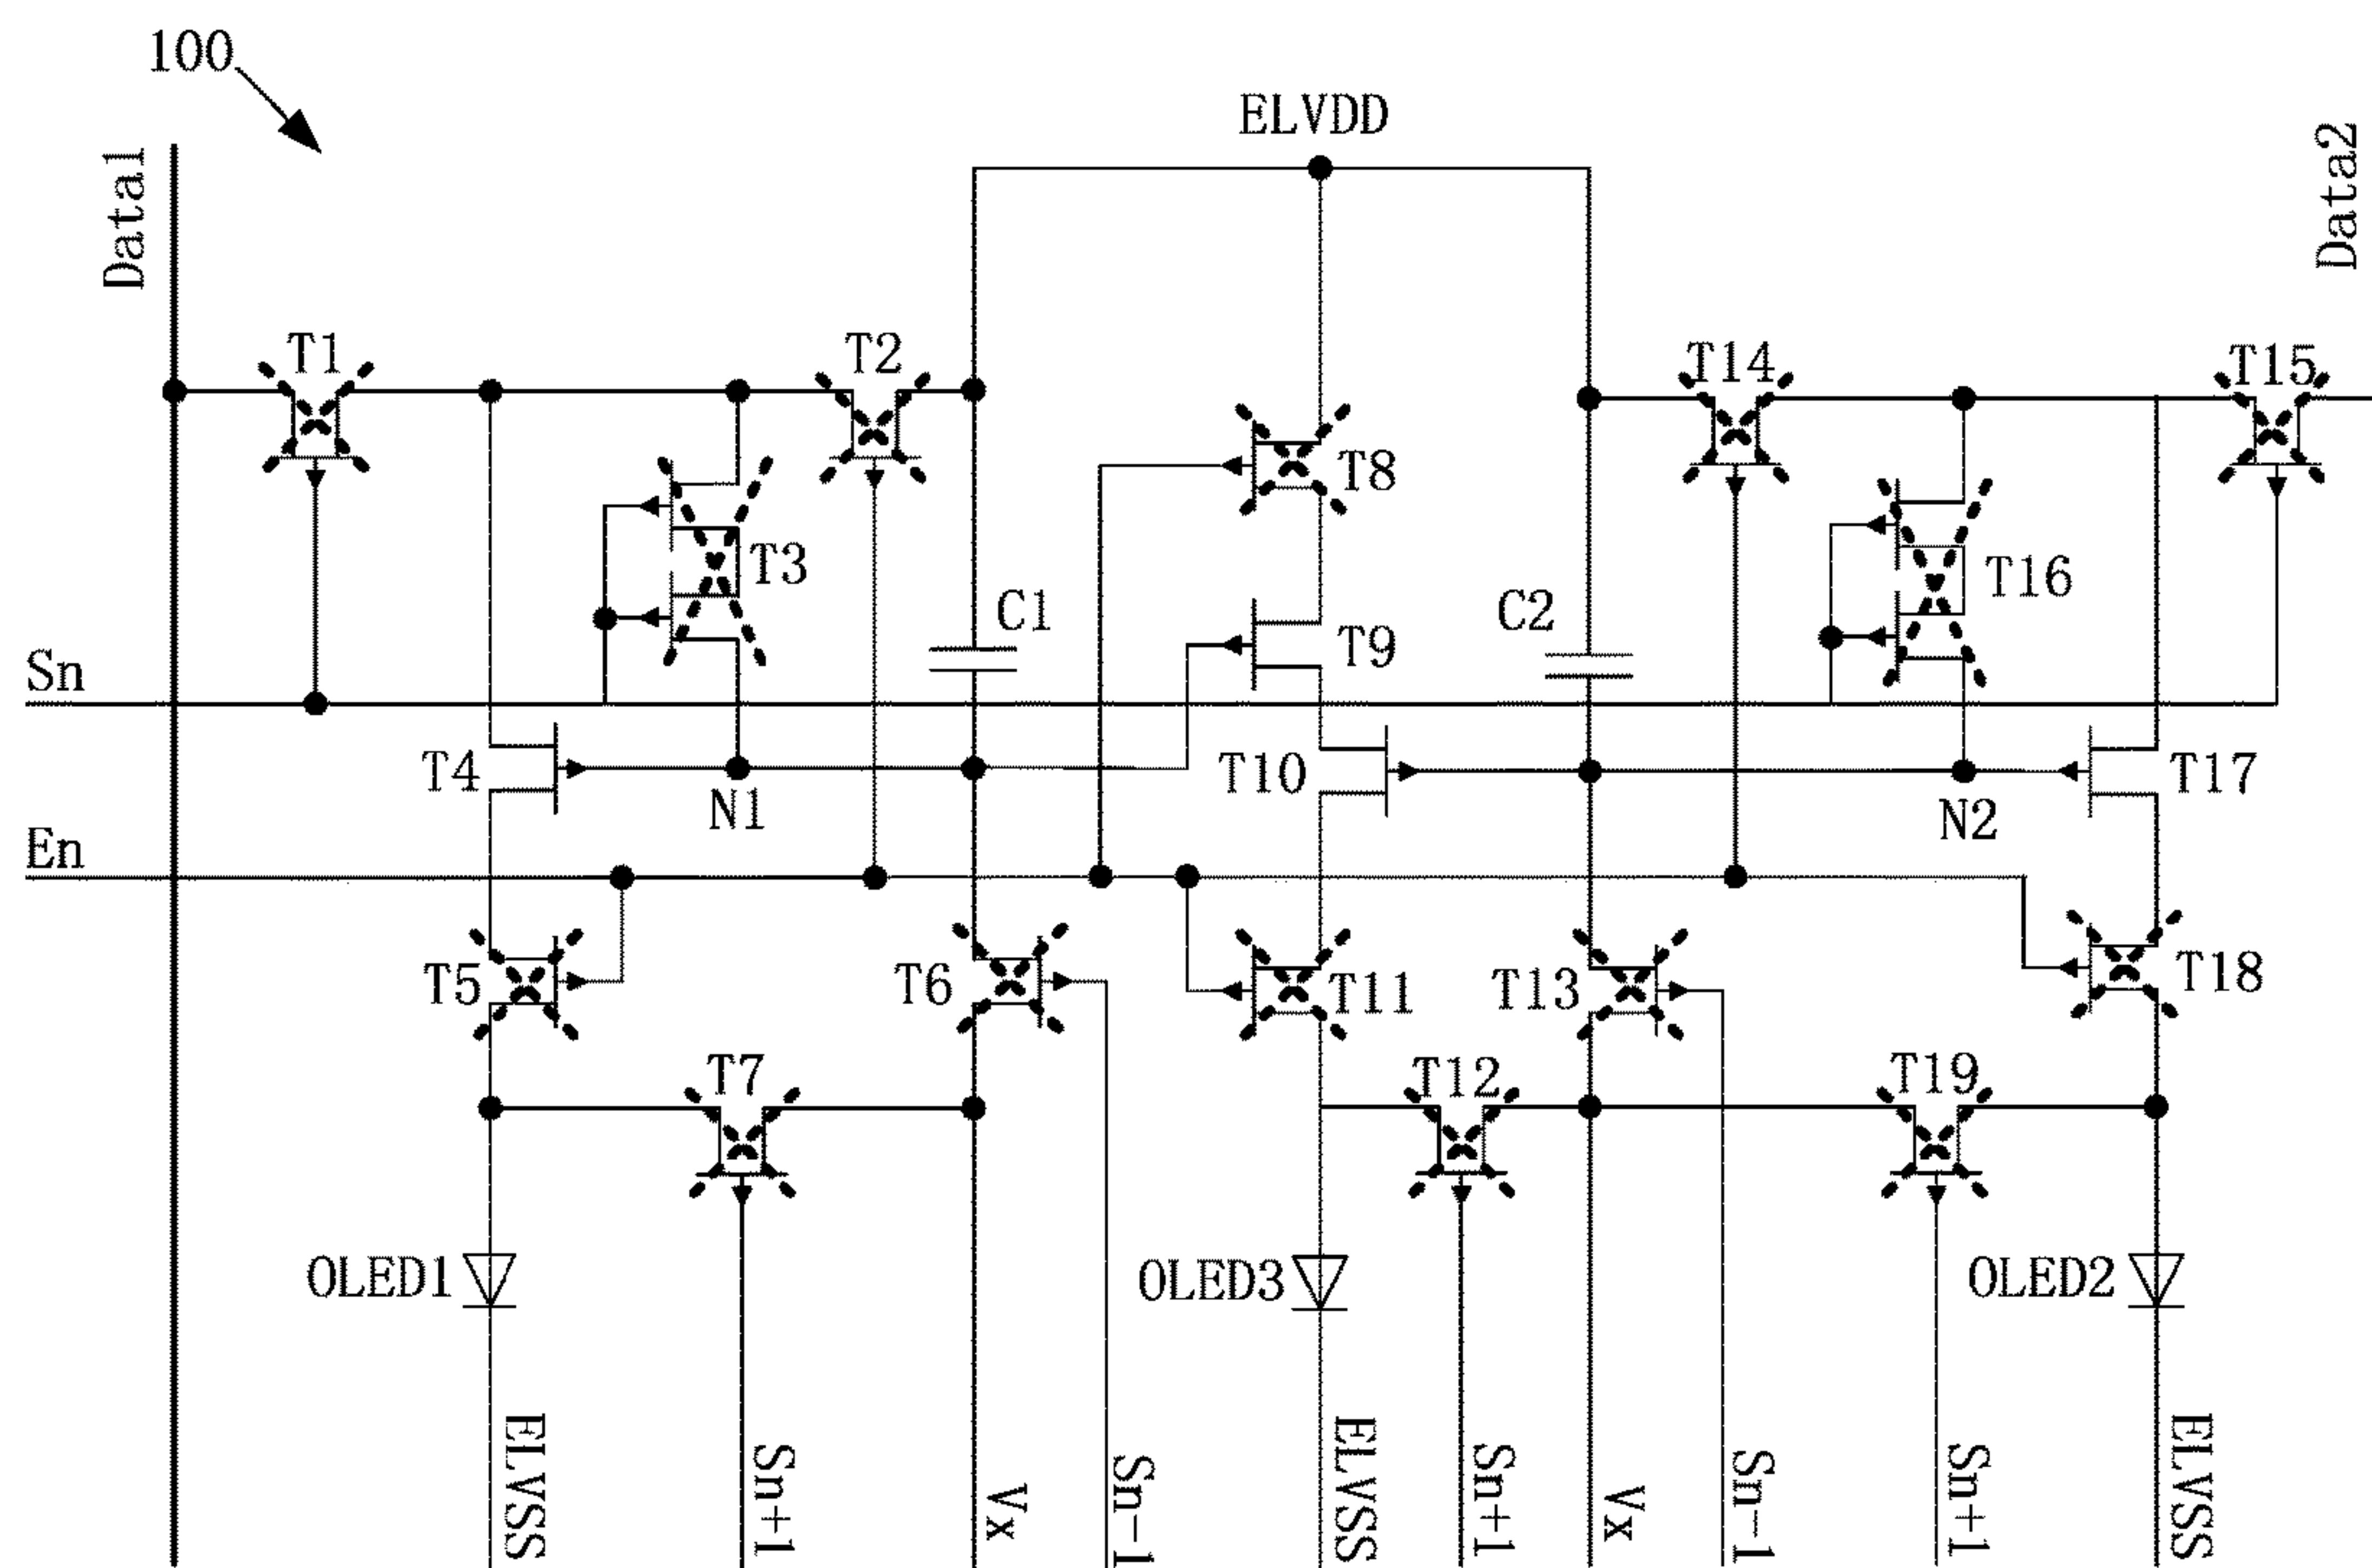 100
ELVDD
Data1
Data2
T1
T2
T14
T15
T8
T3
T16
C1
C2
T9
Sn
T4
T10
T17
N1
N2
En
T5
T6
T11
T13
T18
T7
T12
T19
OLED1
OLED3
OLED2
ELVSS
Sn+1
Vx
Sn-1
ELVSS
Sn+1
Vx
Sn-1
Sn+1
ELVSS